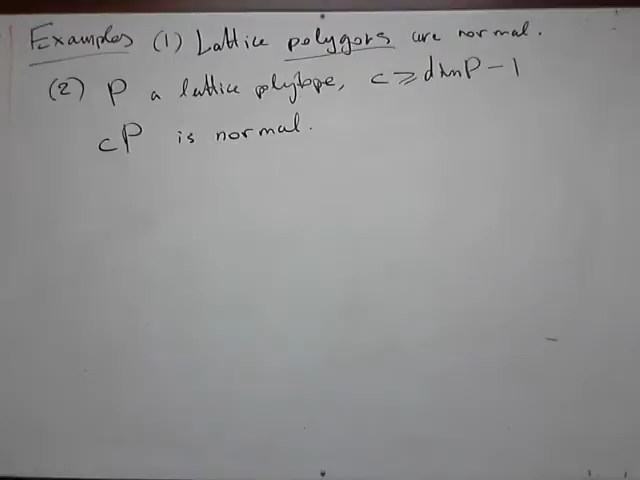 Examples (1) Lattice polygons are normal.
(2) P a lattice polytope, c ≥ dim P - 1
cP is normal.